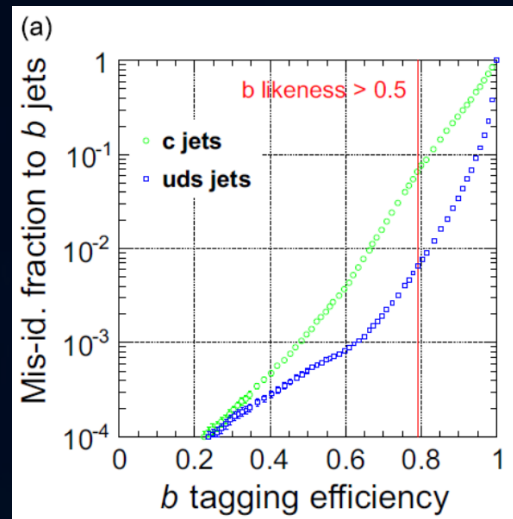 (a)
Mis-id. fraction to b jets
1
10⁻¹
10⁻²
10⁻³
10⁻⁴
b likeness > 0.5
c jets
uds jets
0 0.2 0.4 0.6 0.8 1
b tagging efficiency